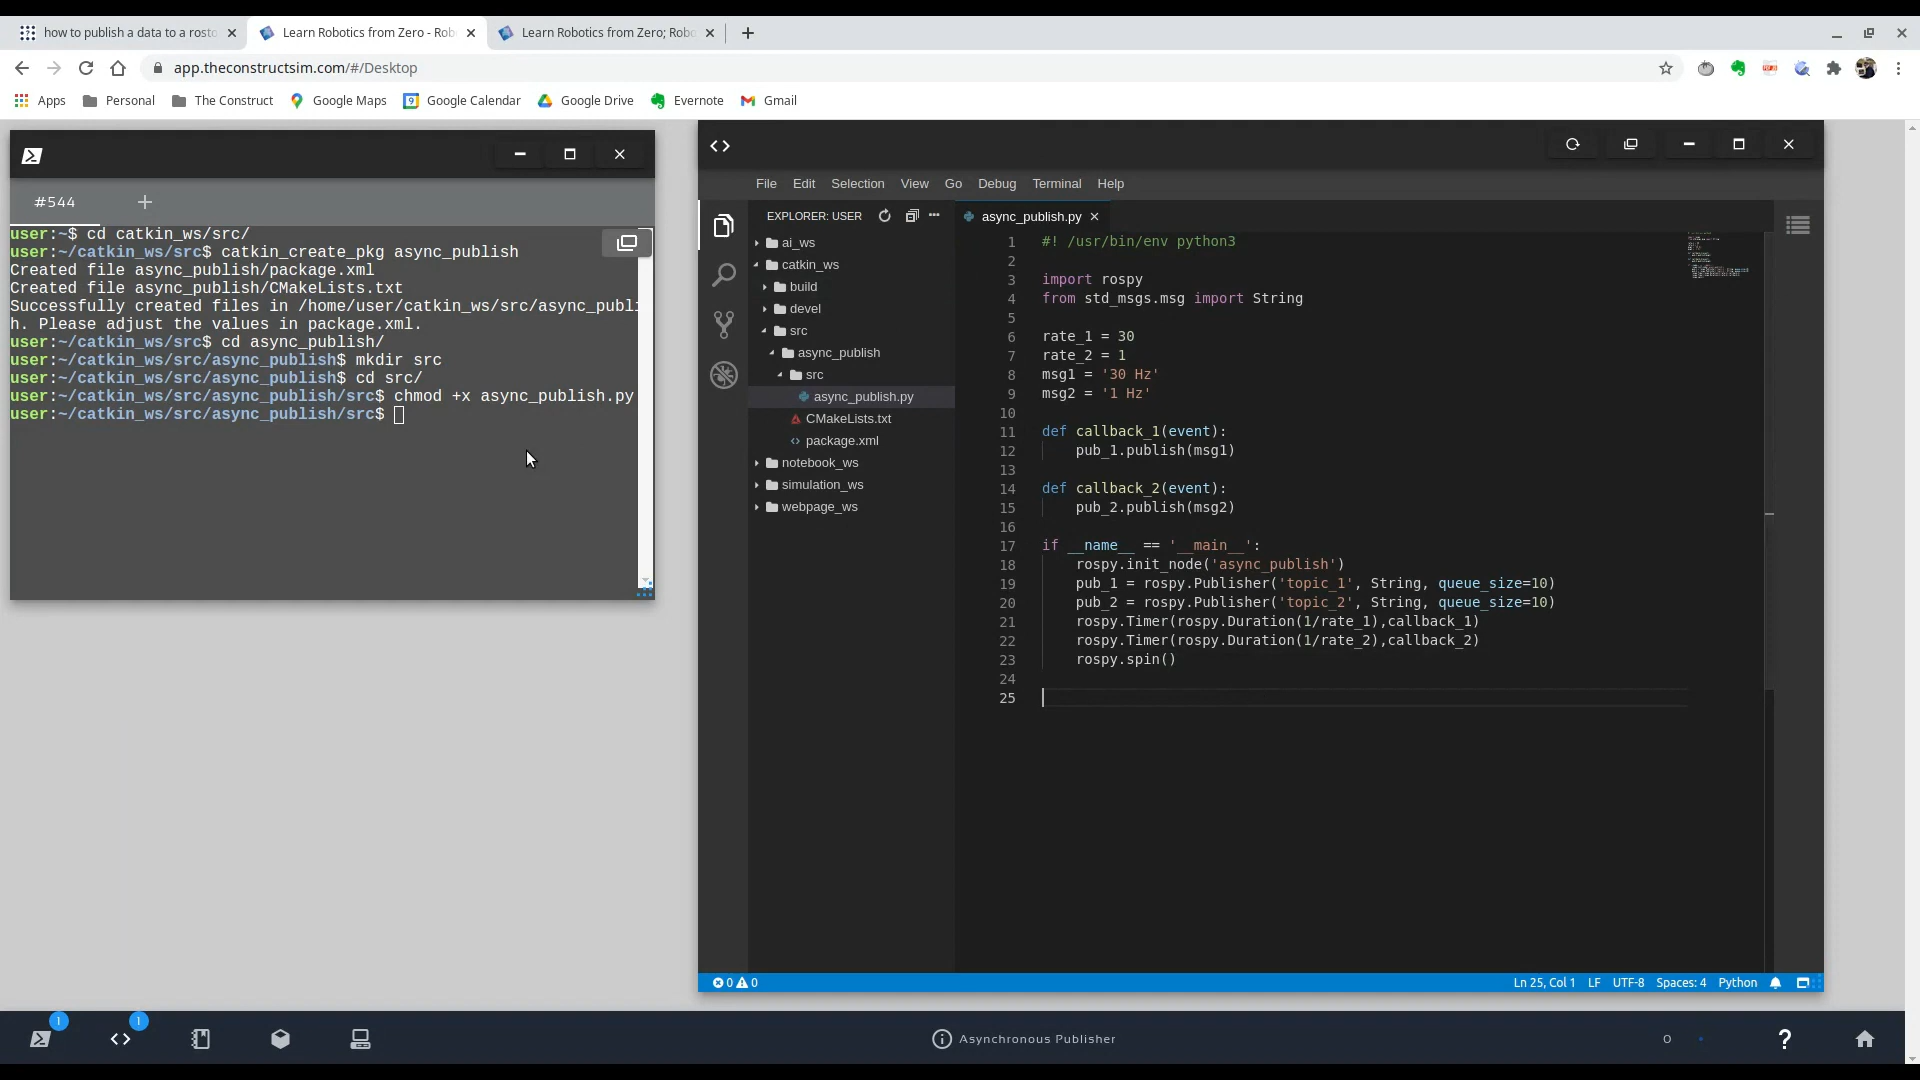 how to publish a data to a rosto
Learn Robotics from Zero - Rob
Learn Robotics from Zero; Robo
app.theconstructsim.com/#/Desktop
Apps
Personal
The Construct
Google Maps
Google Calendar
Google Drive
Evernote
Gmail
#544
user:~$ cd catkin_ws/src/
user:~/catkin_ws/src$ catkin_create_pkg async_publish
Created file async_publish/package.xml
Created file async_publish/CMakeLists.txt
Successfully created files in /home/user/catkin_ws/src/async_publi
h. Please adjust the values in package.xml.
user:~/catkin_ws/src$ cd async_publish/
user:~/catkin_ws/src/async_publish$ mkdir src
user:~/catkin_ws/src/async_publish$ cd src/
user:~/catkin_ws/src/async_publish/src$ chmod +x async_publish.py
user:~/catkin_ws/src/async_publish/src$
File Edit Selection View Go Debug Terminal Help
EXPLORER: USER
ai_ws
catkin_ws
build
devel
src
async_publish
src
async_publish.py
CMakeLists.txt
package.xml
notebook_ws
simulation_ws
webpage_ws
async_publish.py
1 #! /usr/bin/env python3
2
3 import rospy
4 from std_msgs.msg import String
5
6 rate_1 = 30
7 rate_2 = 1
8 msg1 = '30 Hz'
9 msg2 = '1 Hz'
10
11 def callback_1(event):
12     pub_1.publish(msg1)
13
14 def callback_2(event):
15     pub_2.publish(msg2)
16
17 if __name__ == '__main__':
18     rospy.init_node('async_publish')
19     pub_1 = rospy.Publisher('topic_1', String, queue_size=10)
20     pub_2 = rospy.Publisher('topic_2', String, queue_size=10)
21     rospy.Timer(rospy.Duration(1/rate_1),callback_1)
22     rospy.Timer(rospy.Duration(1/rate_2),callback_2)
23     rospy.spin()
24
25
0 0
Ln 25, Col 1 LF UTF-8 Spaces: 4 Python
1
1
Asynchronous Publisher
?